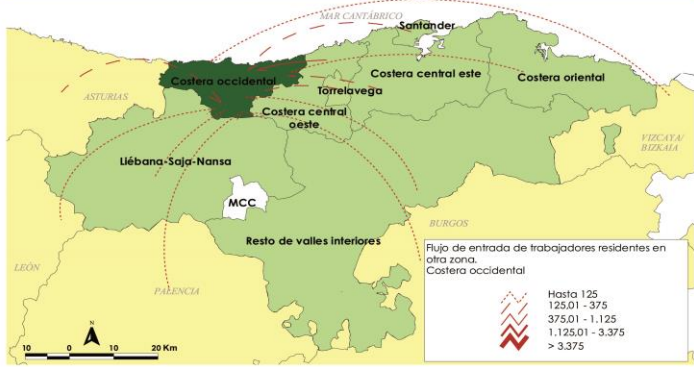 MAR CANTÁBRICO
Santander
Costera occidental
Costera central este
Costera oriental
ASTURIAS
Torrelavega
Costera central
oeste
VIZCAYA/
BIZKAIA
Liébana-Saja-Nansa
MCC
BURGOS
Resto de valles interiores
LEÓN
PALENCIA
Flujo de entrada de trabajadores residentes en
otra zona.
Costera occidental
Hasta 125
125,01 - 375
375,01 - 1.125
1.125,01 - 3.375
> 3.375
N
10 0 10 20 Km